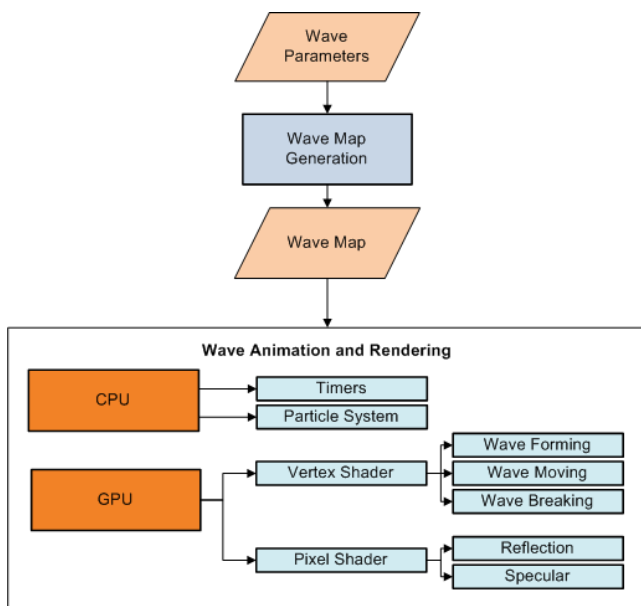 Wave
Parameters
Wave Map
Generation
Wave Map
Wave Animation and Rendering
CPU
Timers
Particle System
GPU
Vertex Shader
Wave Forming
Wave Moving
Wave Breaking
Pixel Shader
Reflection
Specular